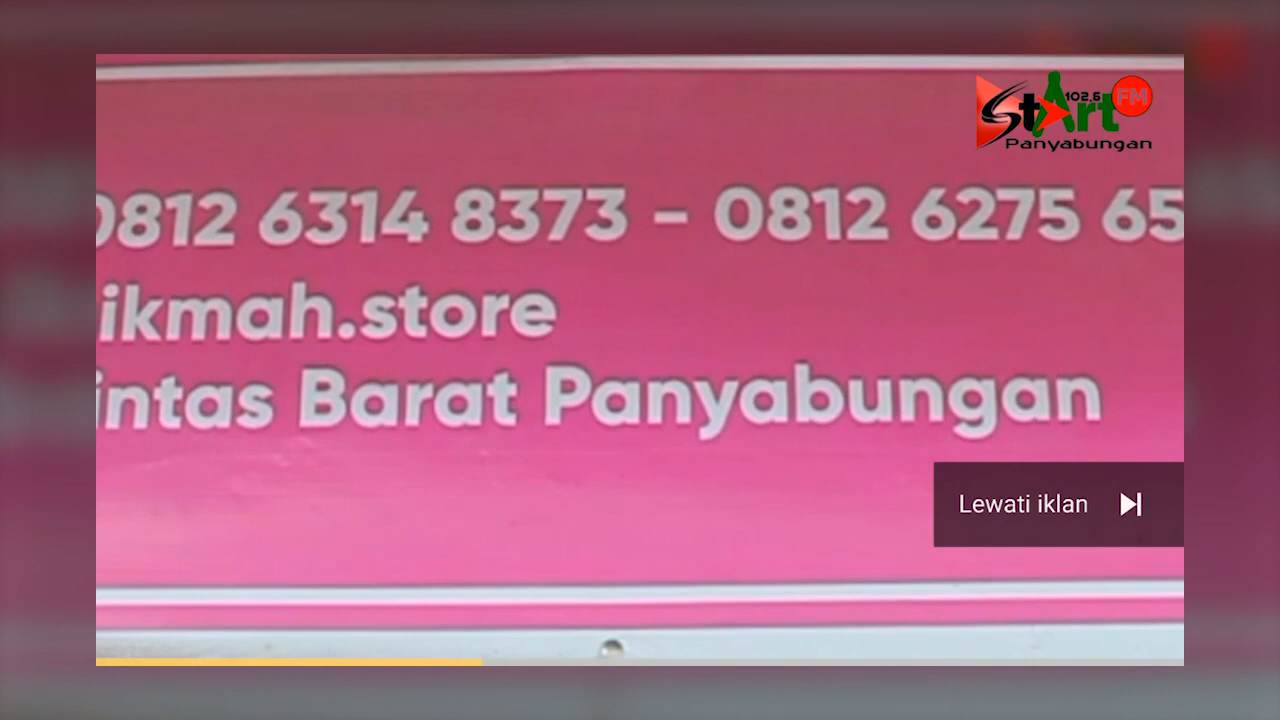 StArt 102.6 FM
Panyabungan
0812 6314 8373 - 0812 6275 65
ikmah.store
intas Barat Panyabungan
Lewati iklan